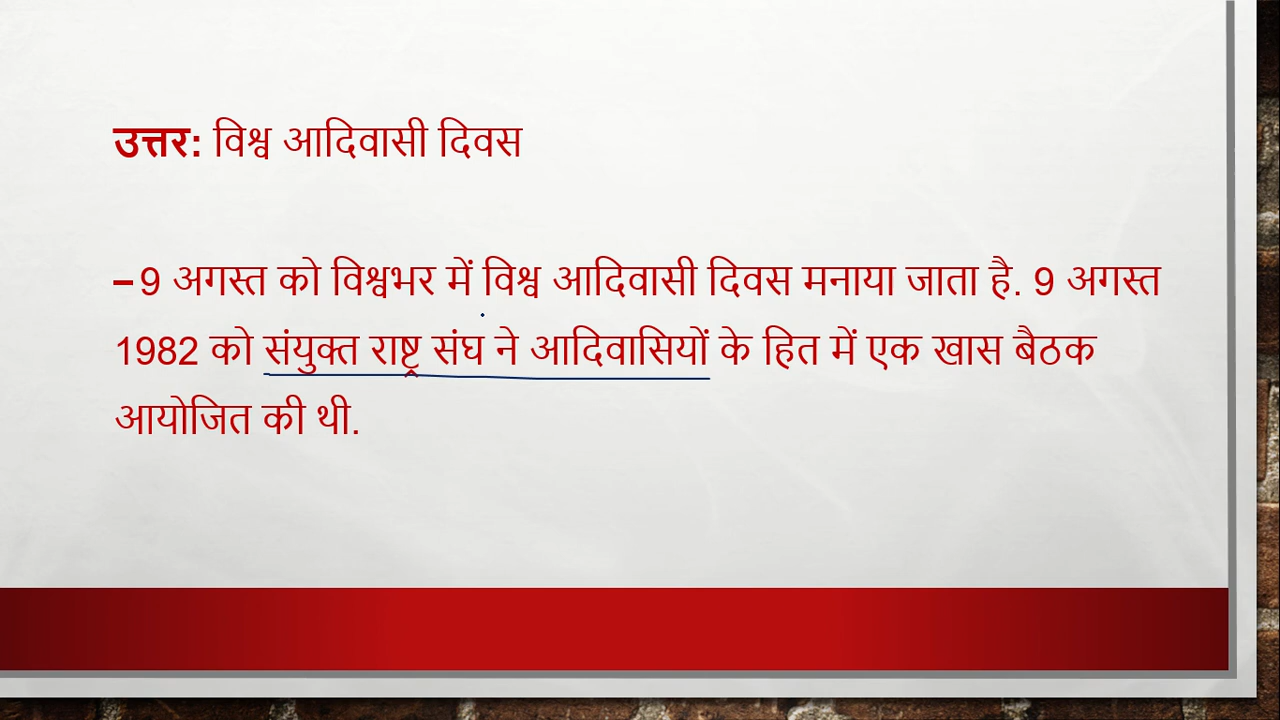 उत्तर: विश्व आदिवासी दिवस
– 9 अगस्त को विश्वभर में विश्व आदिवासी दिवस मनाया जाता है. 9 अगस्त
1982 को संयुक्त राष्ट्र संघ ने आदिवासियों के हित में एक खास बैठक
आयोजित की थी.